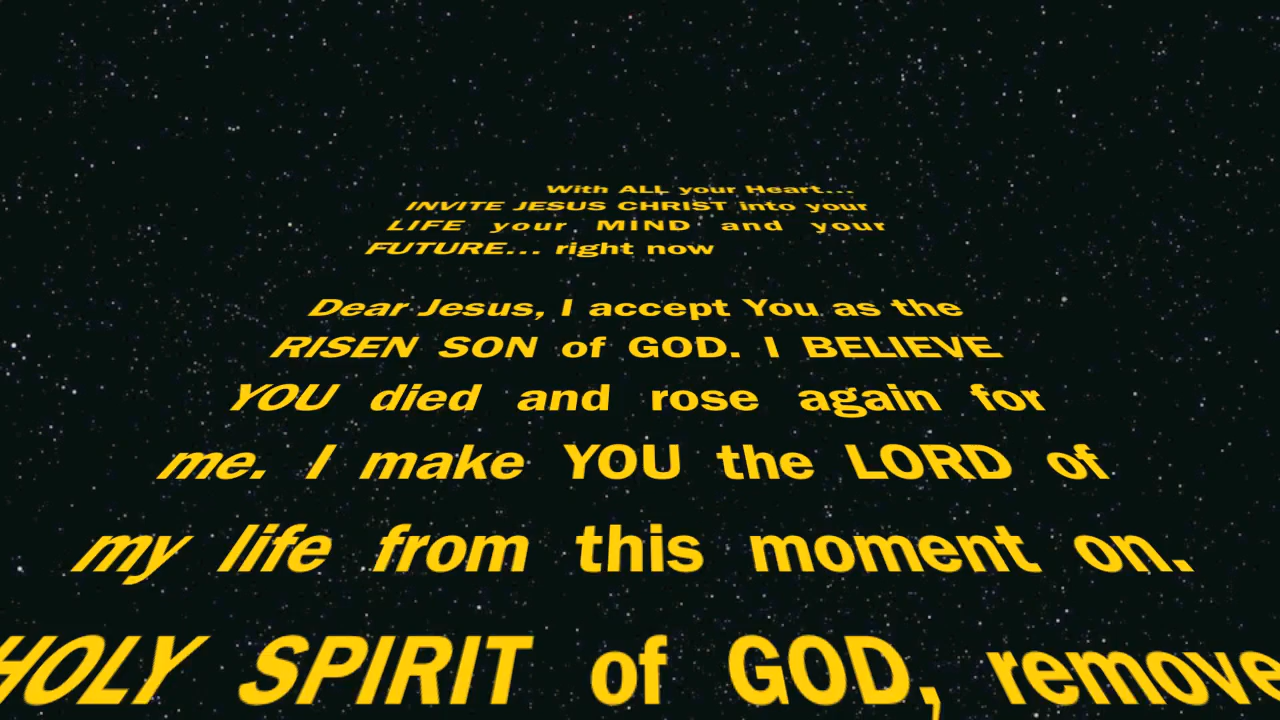 With ALL your Heart...
INVITE JESUS CHRIST into your
LIFE your MIND and your
FUTURE... right now
Dear Jesus, I accept You as the
RISEN SON of GOD. I BELIEVE
YOU died and rose again for
me. I make YOU the LORD of
my life from this moment on.
HOLY SPIRIT of GOD, remove